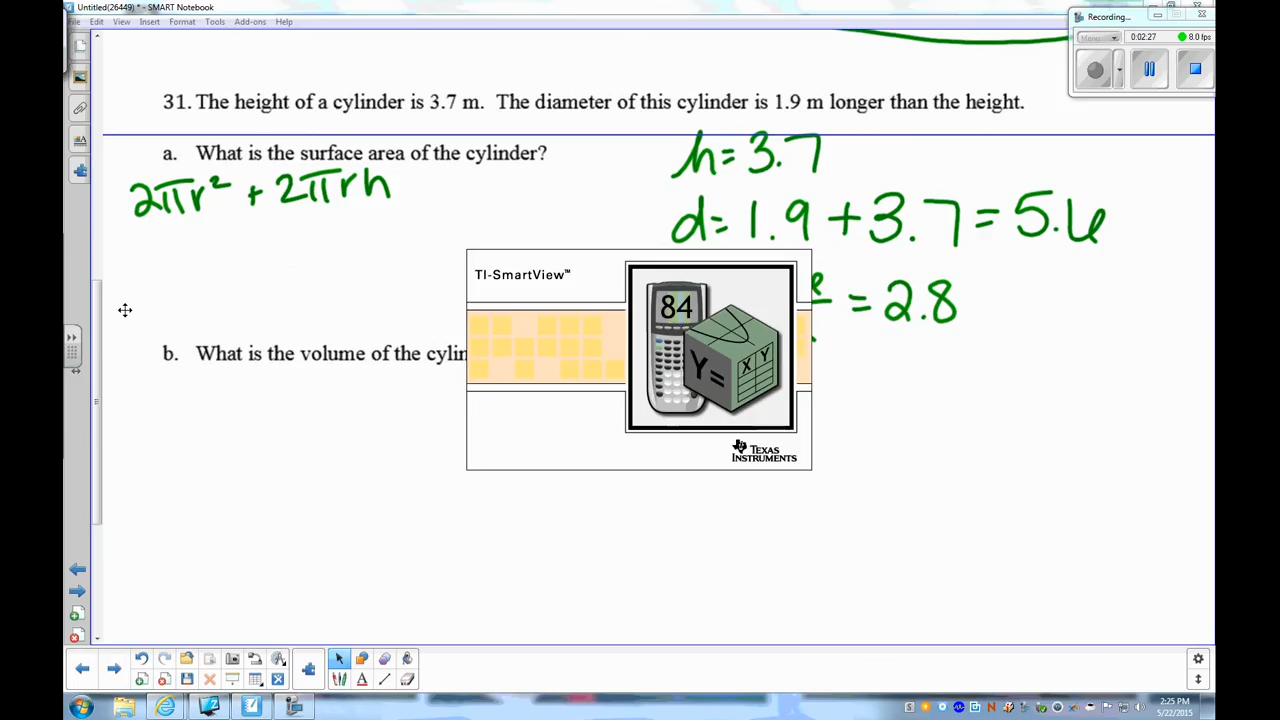 Untitled(26449) * - SMART Notebook
File Edit View Insert Format Tools Add-ons Help
Recording...
Menu
0:02:27 8.0 fps
31. The height of a cylinder is 3.7 m. The diameter of this cylinder is 1.9 m longer than the height.
a. What is the surface area of the cylinder?
2πr² + 2πrh
h=3.7
d=1.9+3.7=5.6
=2.8
TI-SmartView™
84
Y=
X Y
TEXAS
INSTRUMENTS
b. What is the volume of the cylin
2:25 PM
5/22/2015